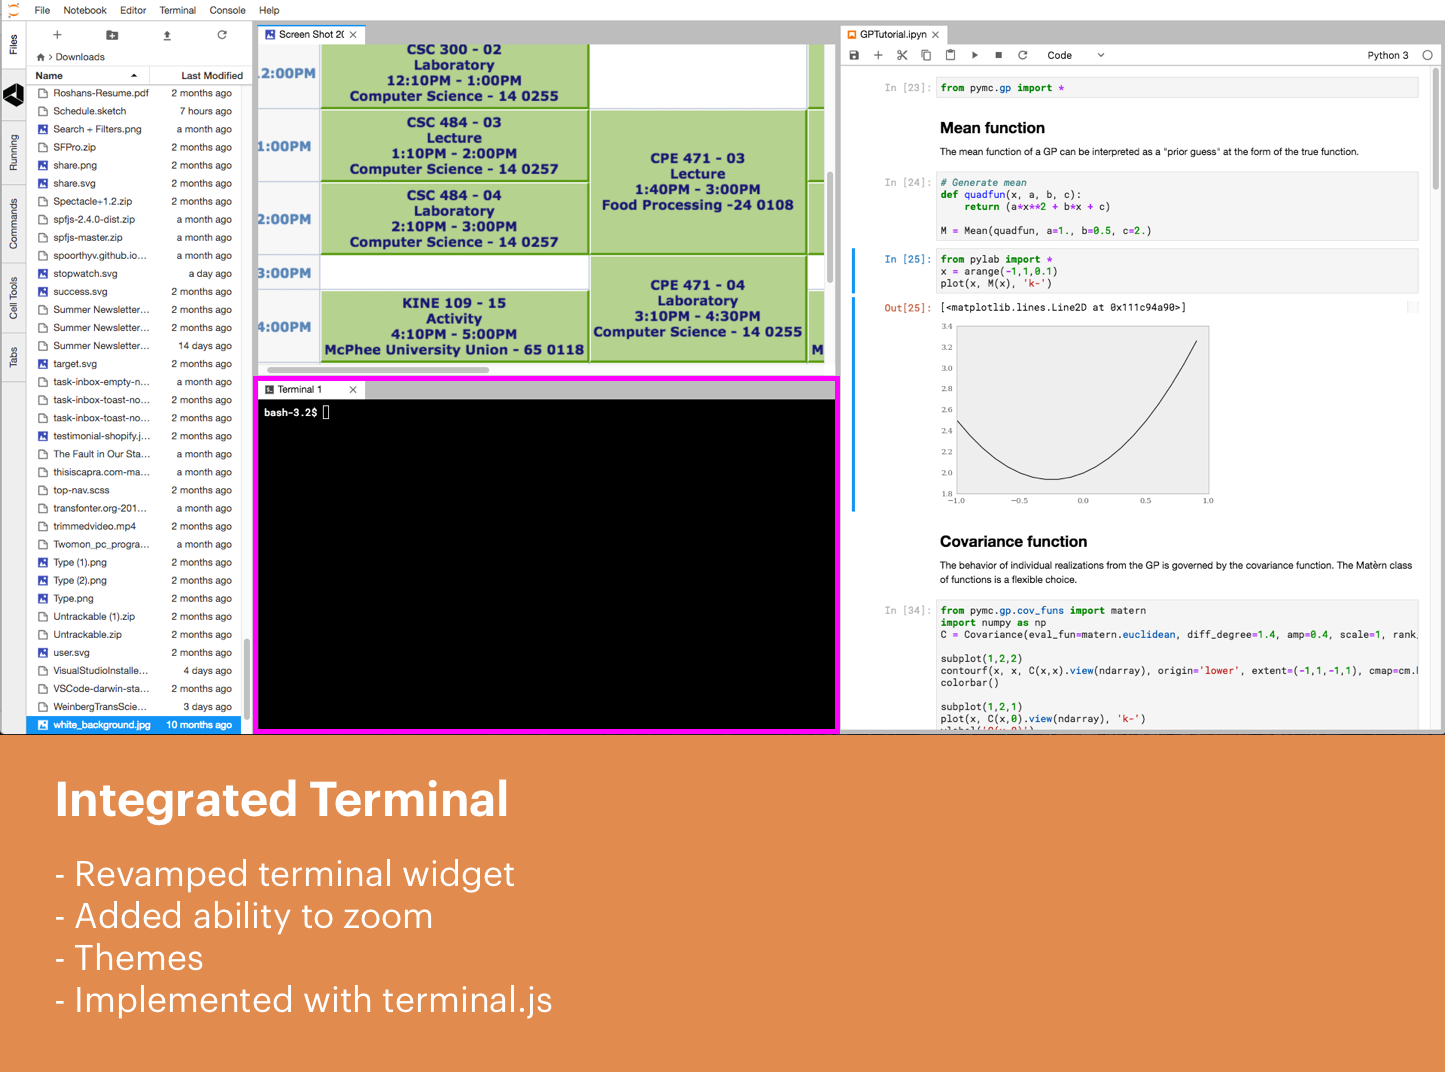 File Notebook Editor Terminal Console Help
Files
Running
Commands
Cell Tools
Tabs
Downloads
Name Last Modified
Roshans-Resume.pdf 2 months ago
Schedule.sketch 7 hours ago
Search + Filters.png a month ago
SFPro.zip 2 months ago
share.png 2 months ago
share.svg 2 months ago
Spectacle+1.2.zip 2 months ago
spfjs-2.4.0-dist.zip a month ago
spfjs-master.zip a month ago
spoorthyv.github.io... a month ago
stopwatch.svg a day ago
success.svg a month ago
Summer Newsletter... 2 months ago
Summer Newsletter... 2 months ago
Summer Newsletter... 14 days ago
target.svg 2 months ago
task-inbox-empty-n... a month ago
task-inbox-toast-no... a month ago
task-inbox-toast-no... 2 months ago
testimonial-shopify.j... 2 months ago
The Fault in Our Sta... a month ago
thisiscapra.com-ma... a month ago
top-nav.scss 2 months ago
transfonter.org-201... a month ago
trimmedvideo.mp4 2 months ago
Twomon_pc_progra... a month ago
Type (1).png 2 months ago
Type (2).png 2 months ago
Type.png 2 months ago
Untrackable (1).zip 2 months ago
Untrackable.zip 2 months ago
user.svg 2 months ago
VisualStudioInstalle... 4 days ago
VSCode-darwin-sta... 2 months ago
WeinbergTransScie... 3 days ago
white_background.jpg 10 months ago
Screen Shot 20
2:00PM
1:00PM
2:00PM
3:00PM
4:00PM
CSC 300 - 02
Laboratory
12:10PM - 1:00PM
Computer Science - 14 0255
CSC 484 - 03
Lecture
1:10PM - 2:00PM
Computer Science - 14 0257
CSC 484 - 04
Laboratory
2:10PM - 3:00PM
Computer Science - 14 0257
KINE 109 - 15
Activity
4:10PM - 5:00PM
McPhee University Union - 65 0118
CPE 471 - 03
Lecture
1:40PM - 3:00PM
Food Processing -24 0108
CPE 471 - 04
Laboratory
3:10PM - 4:30PM
Computer Science - 14 0255
M
Terminal 1
bash-3.2$
GPTutorial.ipyn
Code Python 3
In [23]: from pymc.gp import *
Mean function
The mean function of a GP can be interpreted as a "prior guess" at the form of the true function.
In [24]: # Generate mean
def quadfun(x, a, b, c):
return (a*x**2 + b*x + c)
M = Mean(quadfun, a=1., b=0.5, c=2.)
In [25]: from pylab import *
x = arange(-1,1,0.1)
plot(x, M(x), 'k-')
Out[25]: [<matplotlib.lines.Line2D at 0x111c94a90>]
3.4
3.2
3.0
2.8
2.6
2.4
2.2
2.0
1.8
−1.0 −0.5 0.0 0.5 1.0
Covariance function
The behavior of individual realizations from the GP is governed by the covariance function. The Matèrn class
of functions is a flexible choice.
In [34]: from pymc.gp.cov_funs import matern
import numpy as np
C = Covariance(eval_fun=matern.euclidean, diff_degree=1.4, amp=0.4, scale=1, rank
subplot(1,2,2)
contourf(x, x, C(x,x).view(ndarray), origin='lower', extent=(-1,1,-1,1), cmap=cm.
colorbar()
subplot(1,2,1)
plot(x, C(x,0).view(ndarray), 'k-')
Integrated Terminal
- Revamped terminal widget
- Added ability to zoom
- Themes
- Implemented with terminal.js